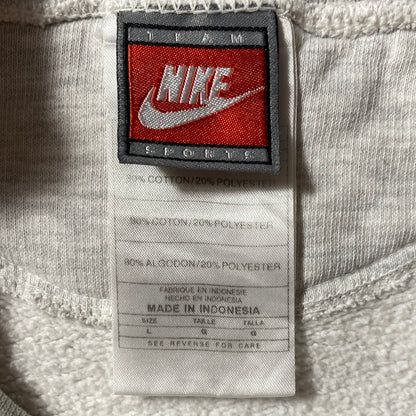 TEAM
NIKE
SPORTS
80% COTTON/20% POLYESTER
80% COTON/20% POLYESTER
80% ALGODON/20% POLYESTER
FABRIQUE EN INDONESIE
HECHO EN INDONESIA
MADE IN INDONESIA
SIZE TAILLE TALLA
L G G
SEE REVERSE FOR CARE